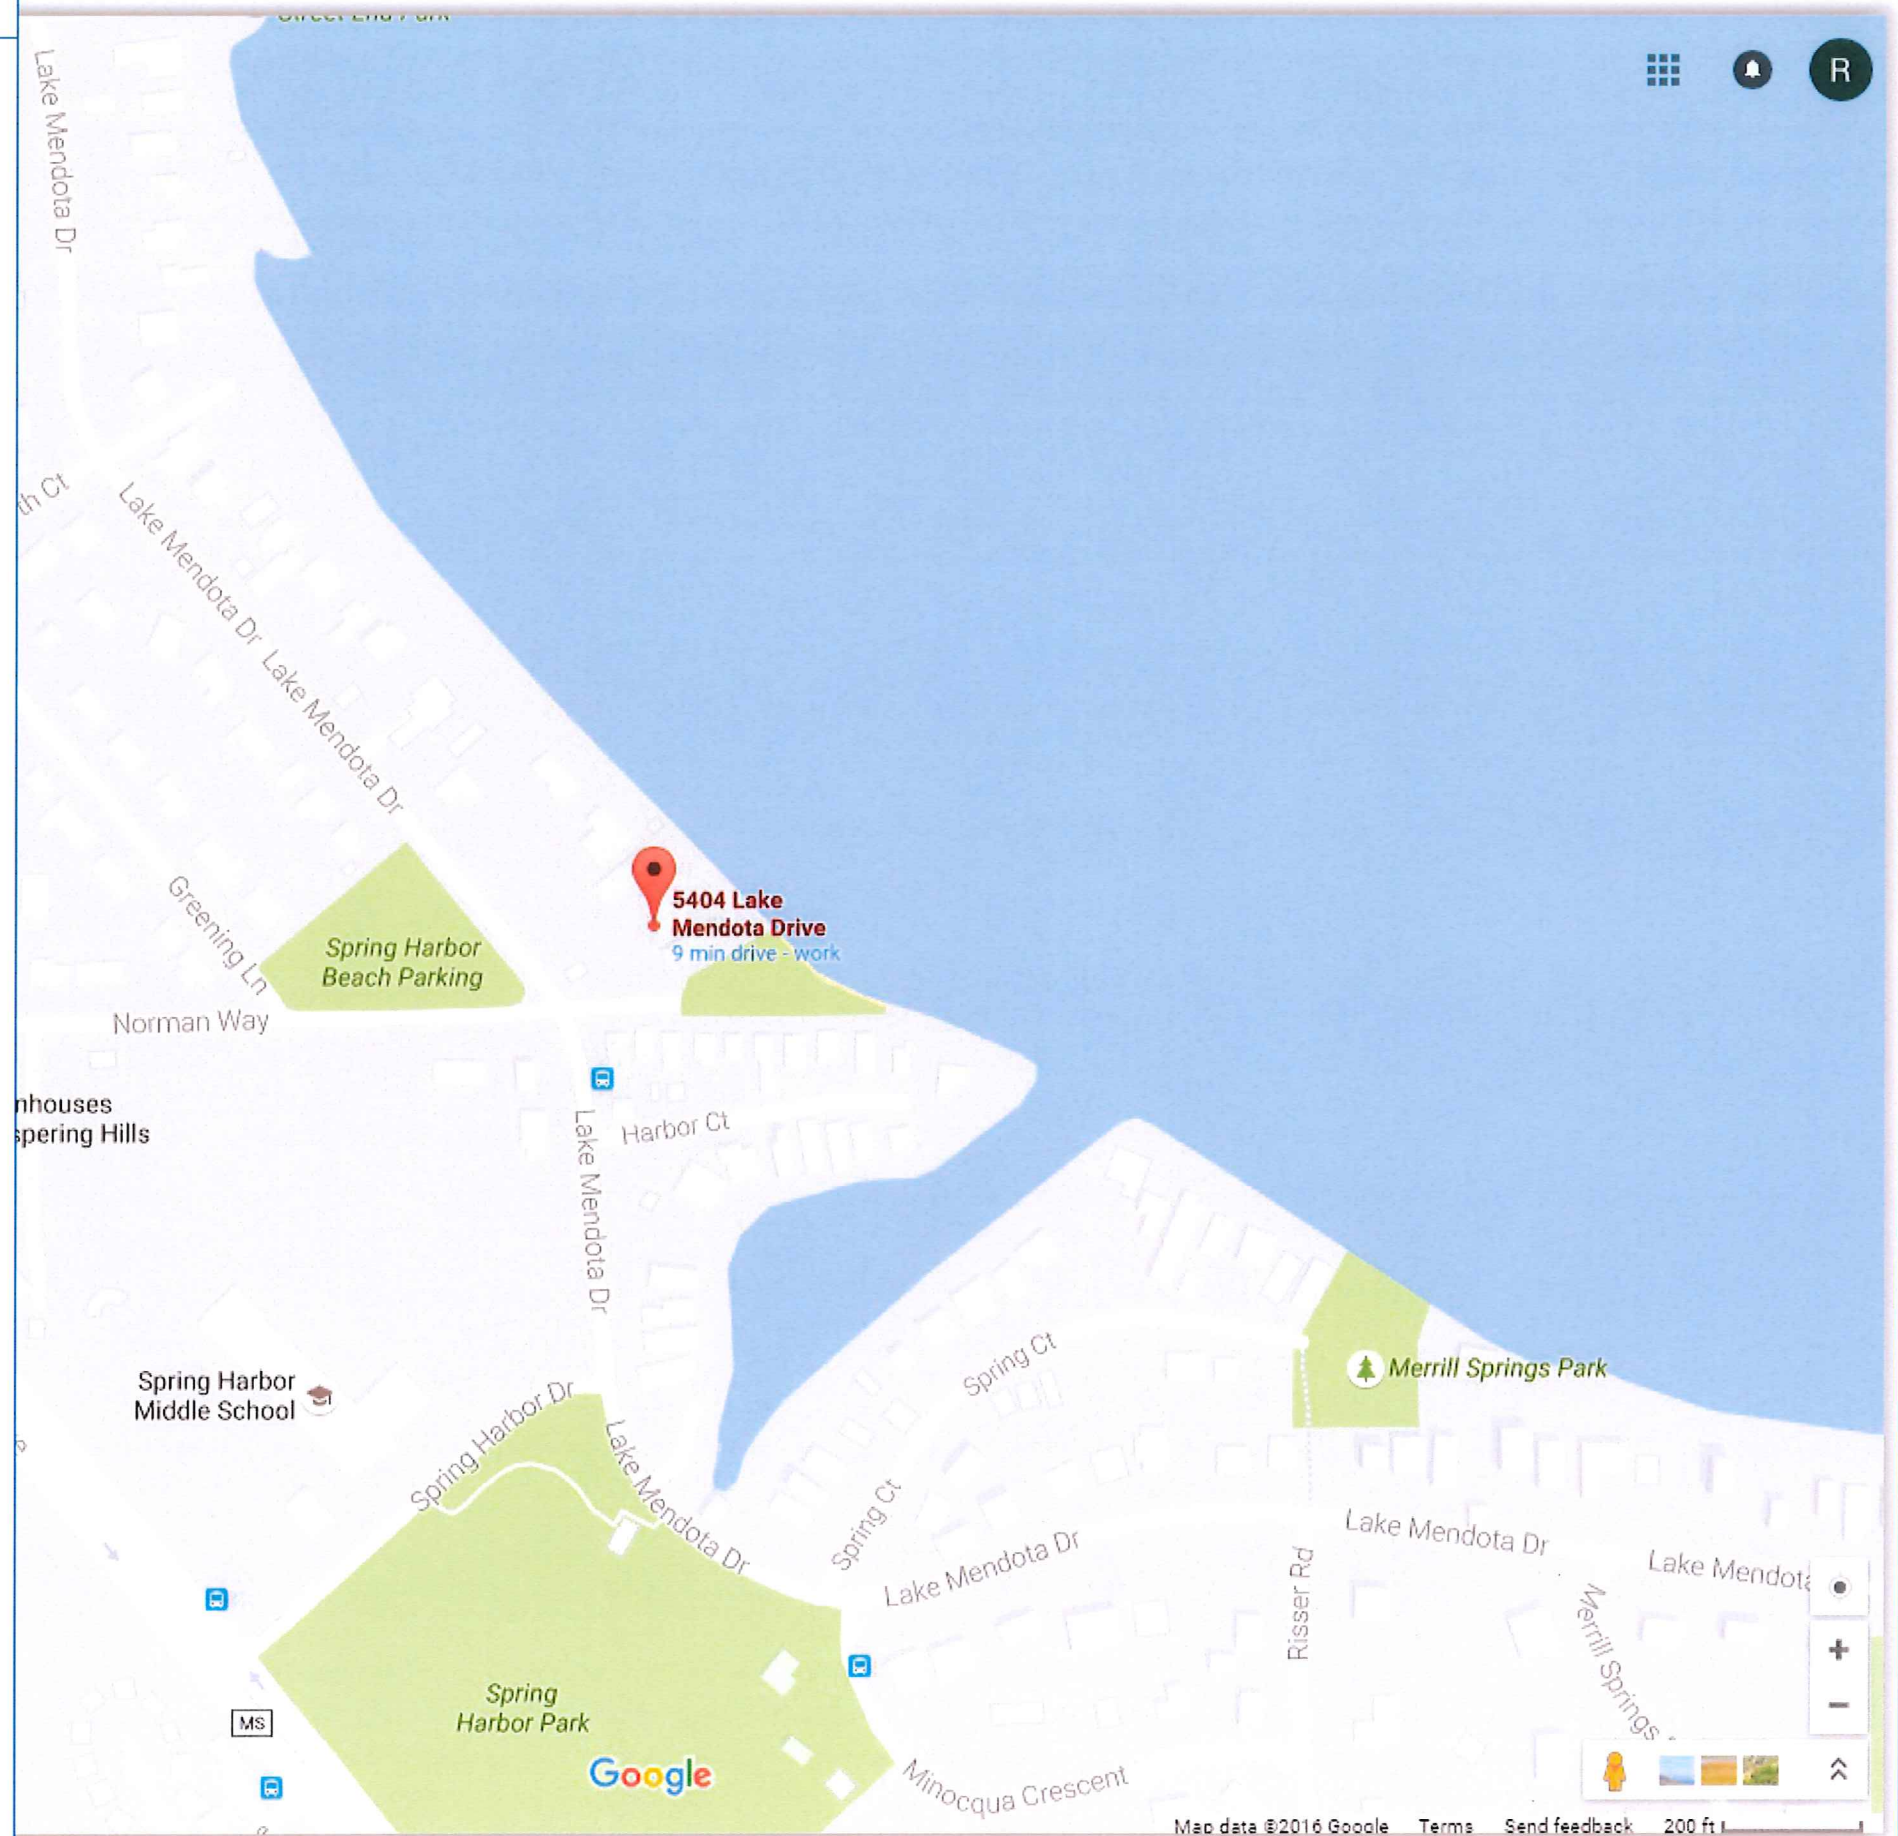 Street End Park
R
Lake Mendota Dr
Ct
Lake Mendota Dr
Lake Mendota Dr
5404 Lake
Mendota Drive
9 min drive - work
Greening Ln
Spring Harbor
Beach Parking
Norman Way
nhouses
spering Hills
Harbor Ct
Lake Mendota Dr
Spring Ct
Merrill Springs Park
Spring Harbor
Middle School
Spring Harbor Dr
Lake Mendota Dr
Spring Ct
Lake Mendota Dr
Lake Mendota Dr
Lake Mendota
Risser Rd
Merrill Springs
Spring
Harbor Park
MS
Google
Minocqua Crescent
Map data ©2016 Google Terms Send feedback 200 ft